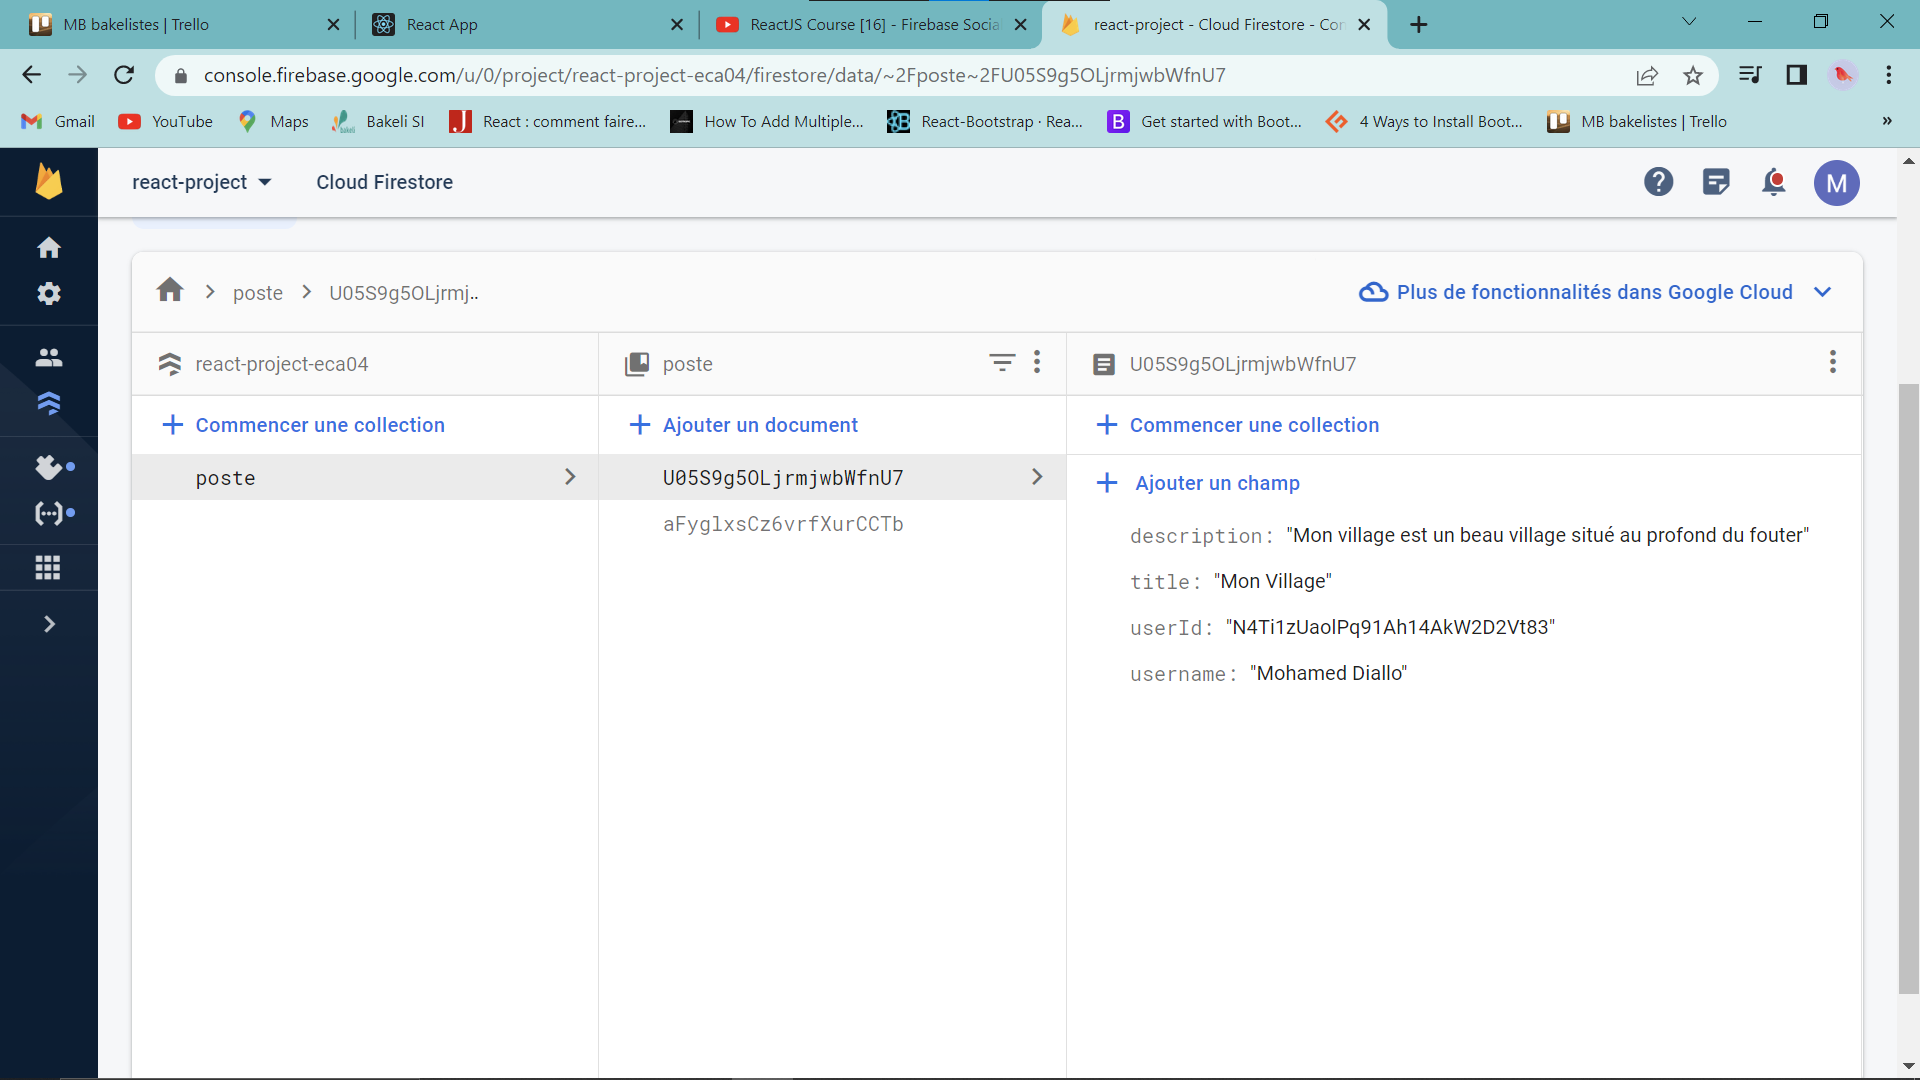 MB bakelistes | Trello
React App
ReactJS Course [16] - Firebase Social
react-project - Cloud Firestore - Con
console.firebase.google.com/u/0/project/react-project-eca04/firestore/data/~2Fposte~2FU05S9g5OLjrmjwbWfnU7
Gmail
YouTube
Maps
Bakeli SI
React : comment faire...
How To Add Multiple...
React-Bootstrap · Rea...
Get started with Boot...
4 Ways to Install Boot...
MB bakelistes | Trello
»
react-project
Cloud Firestore
M
poste
U05S9g5OLjrmj..
Plus de fonctionnalités dans Google Cloud
react-project-eca04
poste
U05S9g5OLjrmjwbWfnU7
Commencer une collection
Ajouter un document
Commencer une collection
poste
U05S9g5OLjrmjwbWfnU7
aFyglxsCz6vrfXurCCTb
Ajouter un champ
description: "Mon village est un beau village situé au profond du fouter"
title: "Mon Village"
userId: "N4Ti1zUaolPq91Ah14AkW2D2Vt83"
username: "Mohamed Diallo"